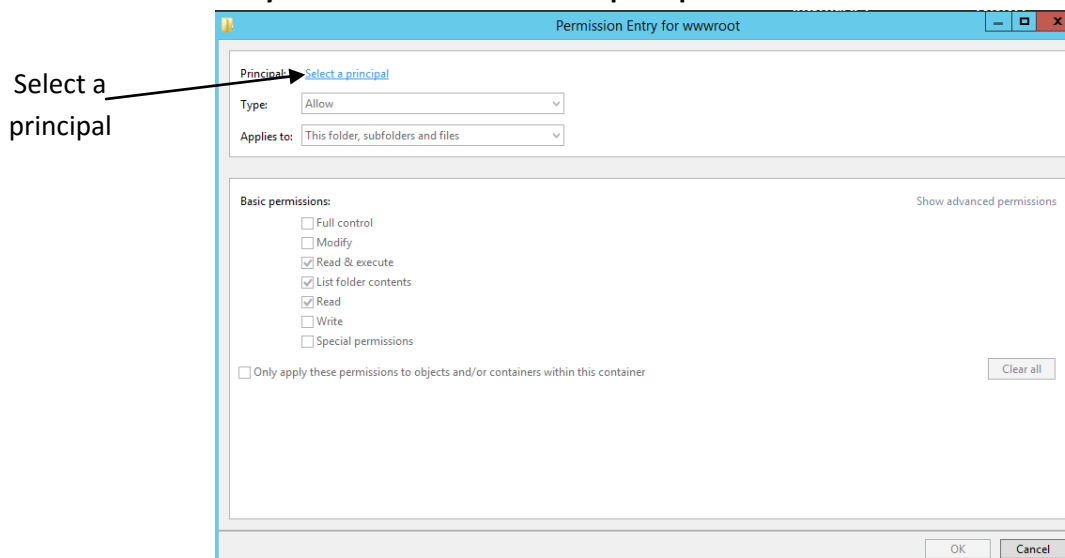 Permission Entry for wwwroot
Select a
principal
Principal: Select a principal
Type: Allow
Applies to: This folder, subfolders and files
Basic permissions: Show advanced permissions
Full control
Modify
Read & execute
List folder contents
Read
Write
Special permissions
Only apply these permissions to objects and/or containers within this container Clear all
OK Cancel